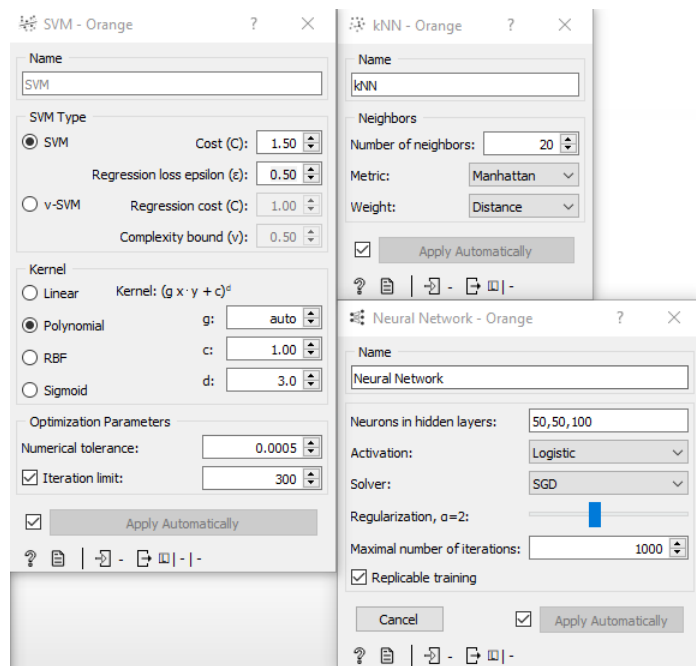 SVM - Orange ? ×
Name
SVM
SVM Type
SVM Cost (C): 1.50
Regression loss epsilon (ε): 0.50
ν-SVM Regression cost (C): 1.00
Complexity bound (ν): 0.50
Kernel
Linear Kernel: (g x·y + c)ᵈ
Polynomial g: auto
RBF c: 1.00
Sigmoid d: 3.0
Optimization Parameters
Numerical tolerance: 0.0005
Iteration limit: 300
Apply Automatically
? - - | -
kNN - Orange ? ×
Name
kNN
Neighbors
Number of neighbors: 20
Metric: Manhattan
Weight: Distance
Apply Automatically
? - -
Neural Network - Orange ? ×
Name
Neural Network
Neurons in hidden layers: 50,50,100
Activation: Logistic
Solver: SGD
Regularization, α=2:
Maximal number of iterations: 1000
Replicable training
Cancel Apply Automatically
? - -